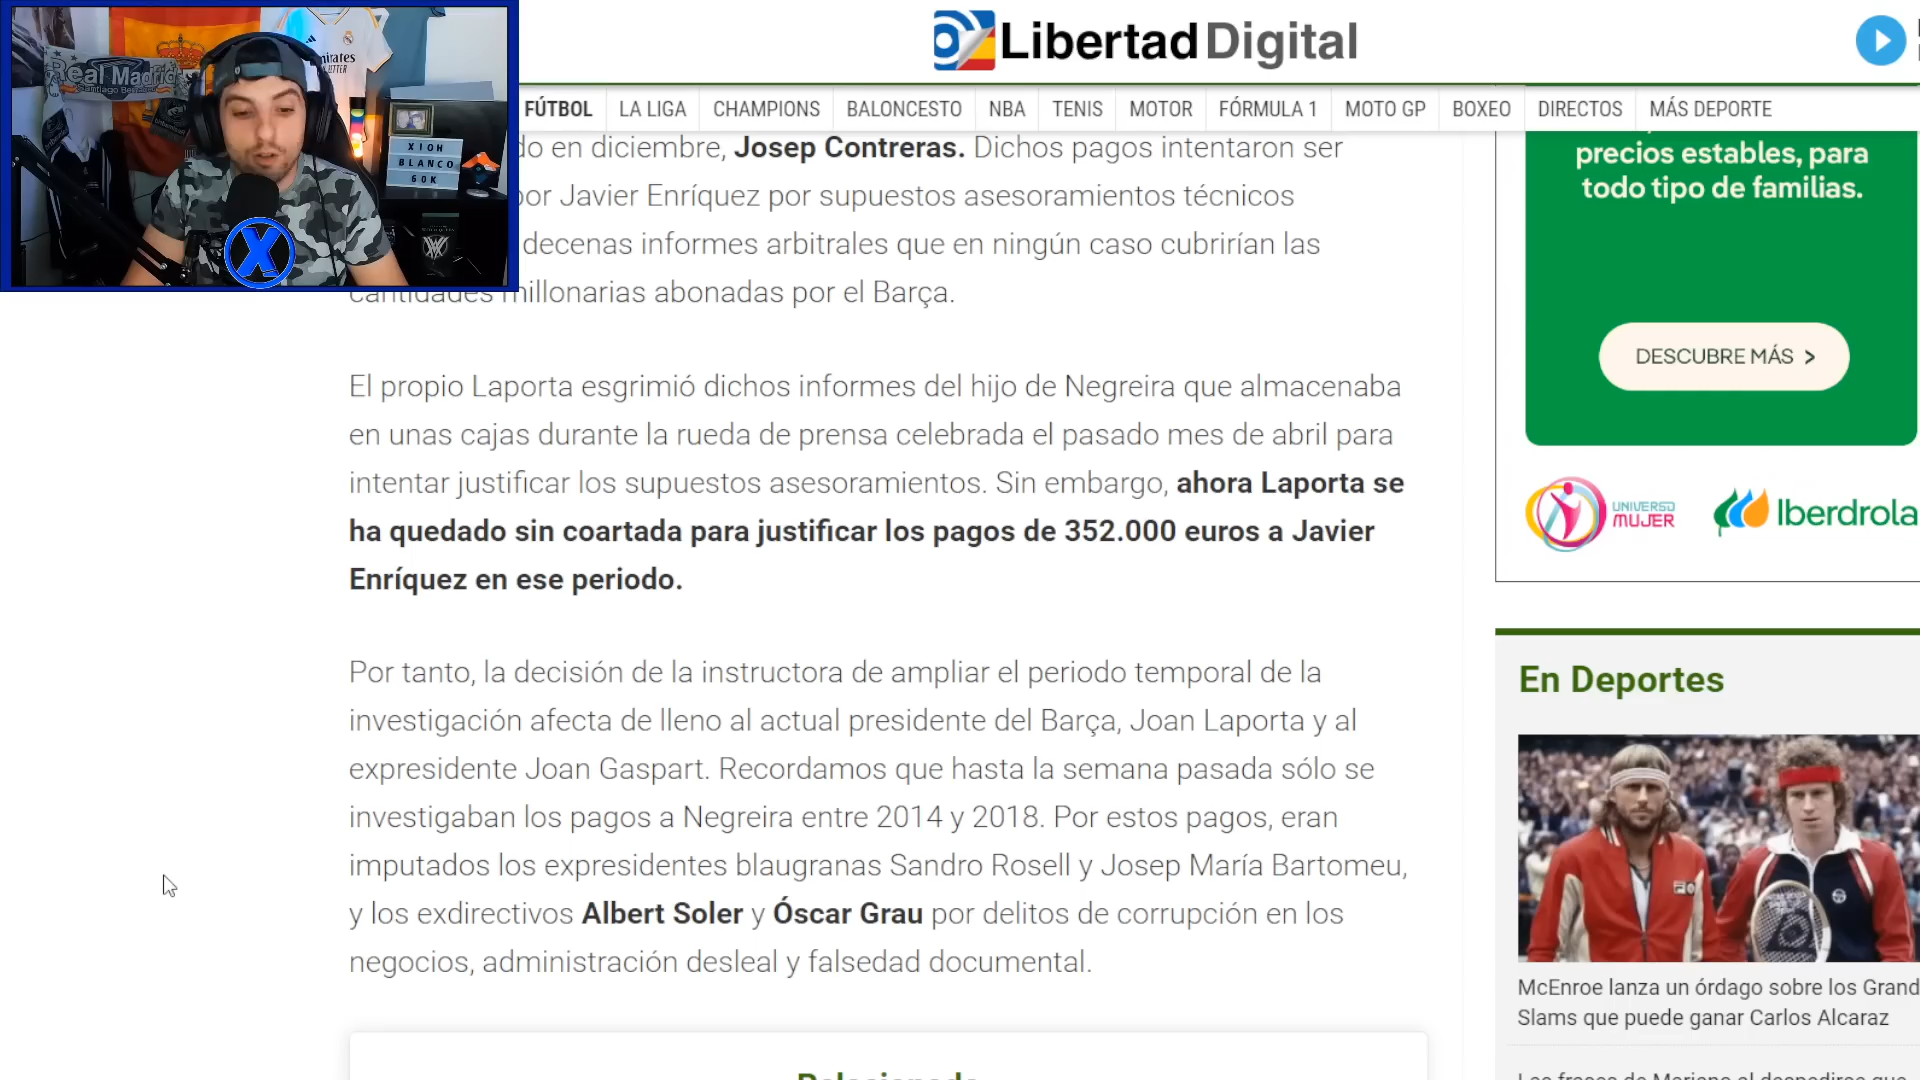 Real Madrid
Santiago Bernabéu
XIOH
BLANCO
60K
X
Libertad Digital
FÚTBOL LA LIGA CHAMPIONS BALONCESTO NBA TENIS MOTOR FÓRMULA 1 MOTO GP BOXEO DIRECTOS MÁS DEPORTE
do en diciembre, Josep Contreras. Dichos pagos intentaron ser
por Javier Enríquez por supuestos asesoramientos técnicos
decenas informes arbitrales que en ningún caso cubrirían las
cantidades millonarias abonadas por el Barça.
El propio Laporta esgrimió dichos informes del hijo de Negreira que almacenaba
en unas cajas durante la rueda de prensa celebrada el pasado mes de abril para
intentar justificar los supuestos asesoramientos. Sin embargo, ahora Laporta se
ha quedado sin coartada para justificar los pagos de 352.000 euros a Javier
Enríquez en ese periodo.
Por tanto, la decisión de la instructora de ampliar el periodo temporal de la
investigación afecta de lleno al actual presidente del Barça, Joan Laporta y al
expresidente Joan Gaspart. Recordamos que hasta la semana pasada sólo se
investigaban los pagos a Negreira entre 2014 y 2018. Por estos pagos, eran
imputados los expresidentes blaugranas Sandro Rosell y Josep María Bartomeu,
y los exdirectivos Albert Soler y Óscar Grau por delitos de corrupción en los
negocios, administración desleal y falsedad documental.
precios estables, para
todo tipo de familias.
DESCUBRE MÁS >
UNIVERSO
MUJER
Iberdrola
En Deportes
McEnroe lanza un órdago sobre los Grand
Slams que puede ganar Carlos Alcaraz